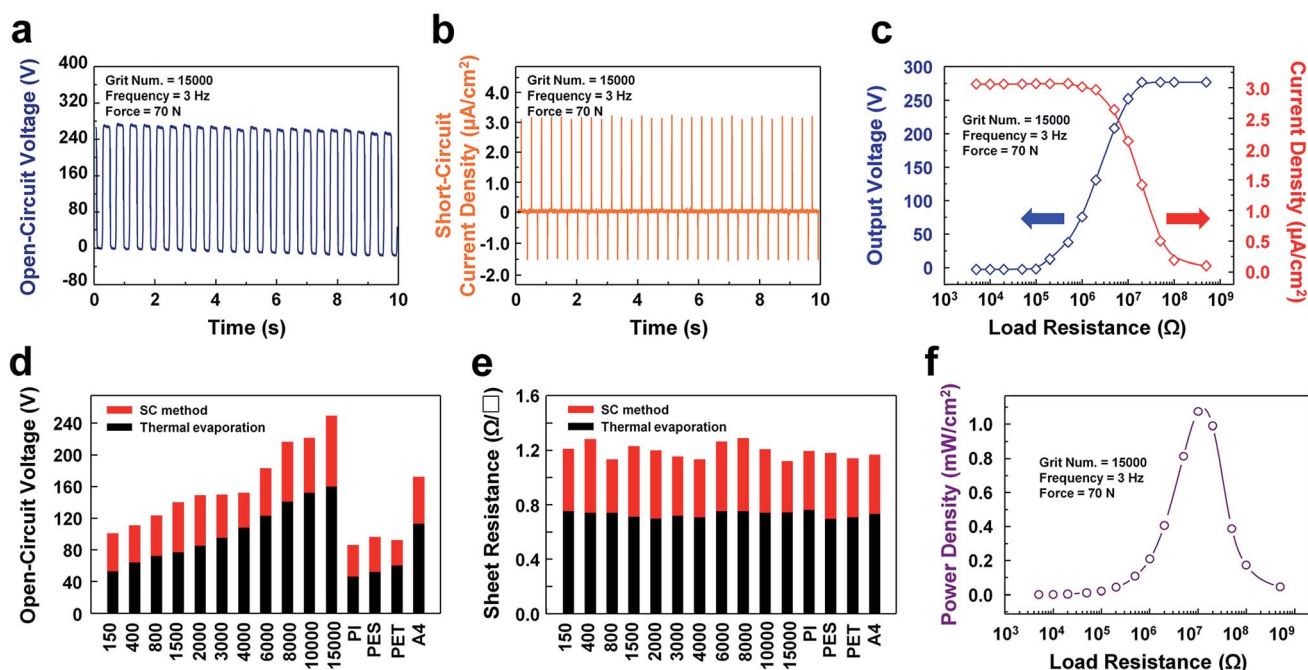 a
Open-Circuit Voltage (V)
400
320
240
160
80
0
-80
Grit Num. = 15000
Frequency = 3 Hz
Force = 70 N
0 2 4 6 8 10
Time (s)
b
Short-Circuit
Current Density (µA/cm²)
4.0
3.0
2.0
1.0
0
-1.0
-2.0
Grit Num. = 15000
Frequency = 3 Hz
Force = 70 N
0 2 4 6 8 10
Time (s)
c
Output Voltage (V)
300
250
200
150
100
50
0
Grit Num. = 15000
Frequency = 3 Hz
Force = 70 N
3.0
2.5
2.0
1.5
1.0
0.5
0.0
Current Density (µA/cm²)
10³ 10⁴ 10⁵ 10⁶ 10⁷ 10⁸ 10⁹
Load Resistance (Ω)
d
Open-Circuit Voltage (V)
240
200
160
120
80
40
0
SC method
Thermal evaporation
150 400 800 1500 2000 3000 4000 6000 8000 10000 15000 PI PES PET A4
e
Sheet Resistance (Ω/□)
1.6
1.2
0.8
0.4
0.0
SC method
Thermal evaporation
150 400 800 1500 2000 3000 4000 6000 8000 10000 15000 PI PES PET A4
f
Power Density (mW/cm²)
1.0
0.8
0.6
0.4
0.2
0.0
Grit Num. = 15000
Frequency = 3 Hz
Force = 70 N
10³ 10⁴ 10⁵ 10⁶ 10⁷ 10⁸ 10⁹
Load Resistance (Ω)